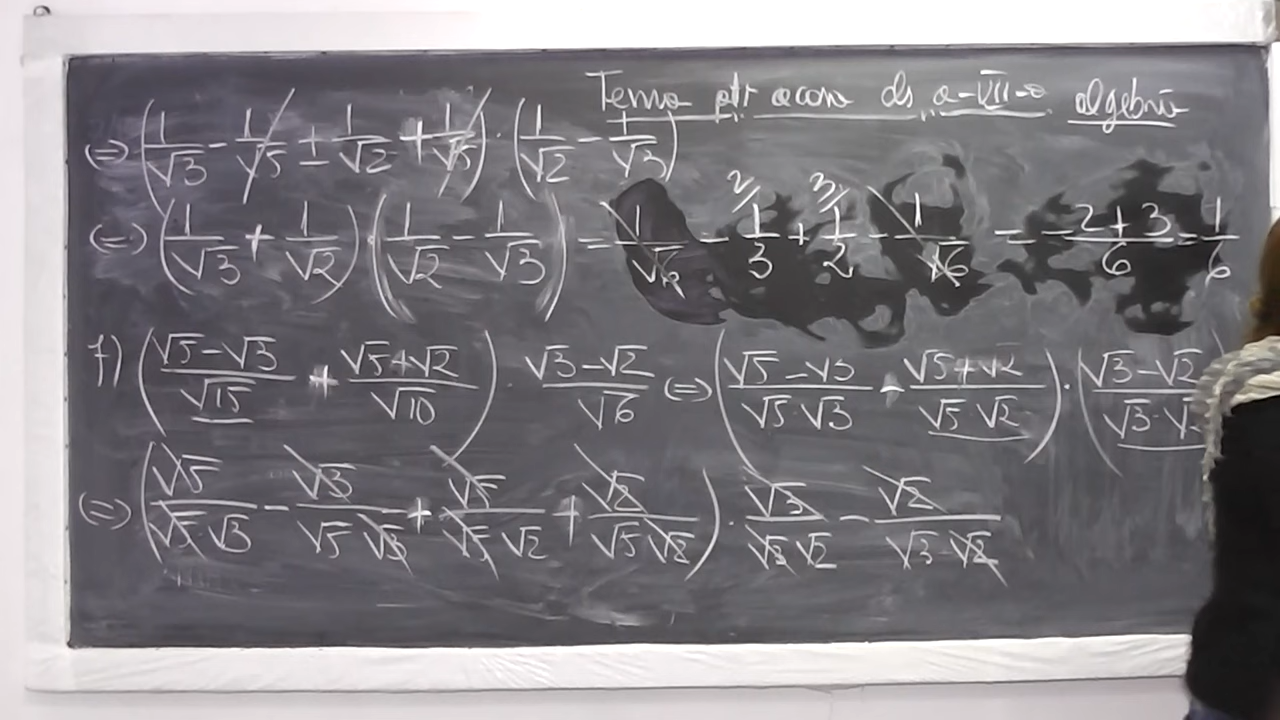 Tema ptr acasă ds a-VII-a algebră
⇔ (1/√3 - 1/√5 ± 1/√2 + 1/√5) · (1/√2 - 1/√3)
⇔ (1/√3 + 1/√2) · (1/√2 - 1/√3) = 1/√6 - 2/ 1/3 + 3/ 1/2 - 1/√6 = -2+3/6 = 1/6
f) (√5-√3/√15 + √5+√2/√10) · √3-√2/√6 ⇔ (√5-√3/√5·√3 + √5+√2/√5·√2) · (√3-√2/√3·√2
⇔ (√5/√5·√3 - √3/√5√3 + √5/√5√2 + √2/√5√2) · √3/√3√2 - √2/√3·√2